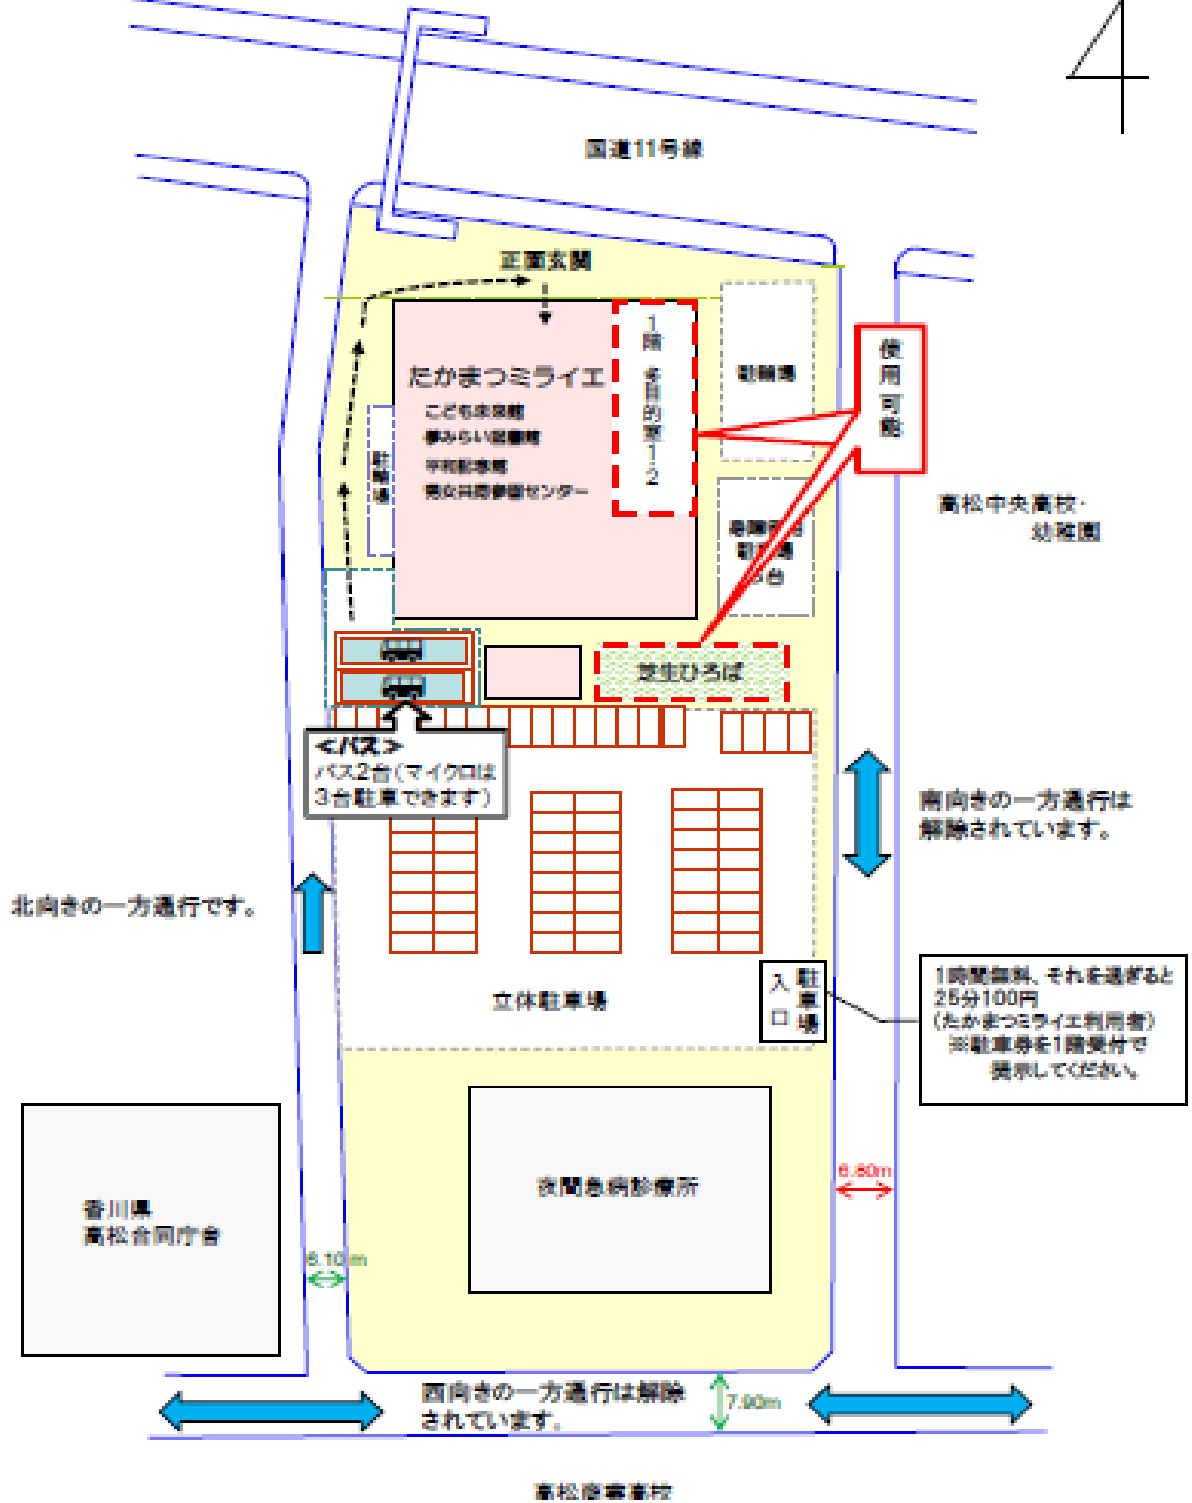 国道11号線
正面玄関
1階 多目的室1・2
使用可能
たかまつミライエ
こども未来館
夢みらい図書館
平和記念館
男女共同参画センター
駐輪場
駐輪場
高松中央高校・
幼稚園
台
芝生ひろば
<バス>
バス2台(マイクロは
3台駐車できます)
南向きの一方通行は
解除されています。
北向きの一方通行です。
立体駐車場
駐車場
入口
1時間無料、それを過ぎると
25分100円
(たかまつミライエ利用者)
※駐車券を1階受付で
提示してください。
夜間急病診療所
6.80m
香川県
高松合同庁舎
6.10m
西向きの一方通行は解除
されています。
7.90m
高松商業高校